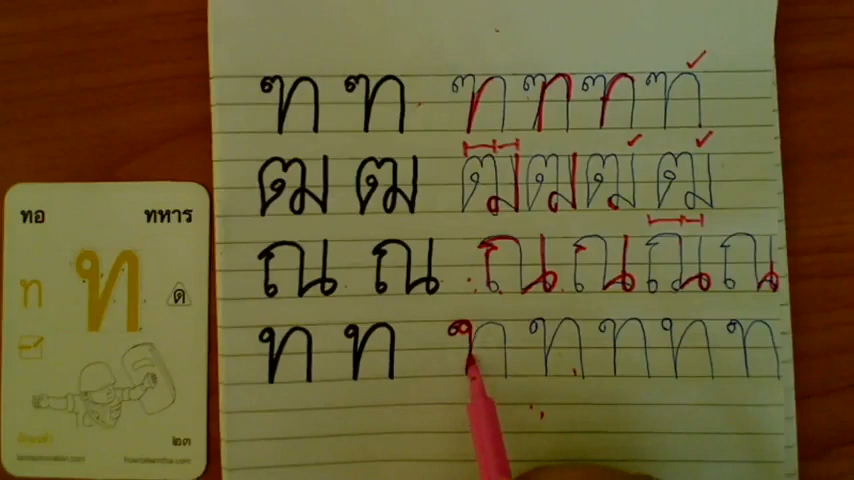 ฑ ฑ ฑ ฑ ฑ ฑ
ฒ ฒ ฒ ฒ ฒ ฒ
ณ ณ ณ ณ ณ ณ
ท ท ท ท ท ท ท
ทอ ทหาร
ท ท ด
๒๓